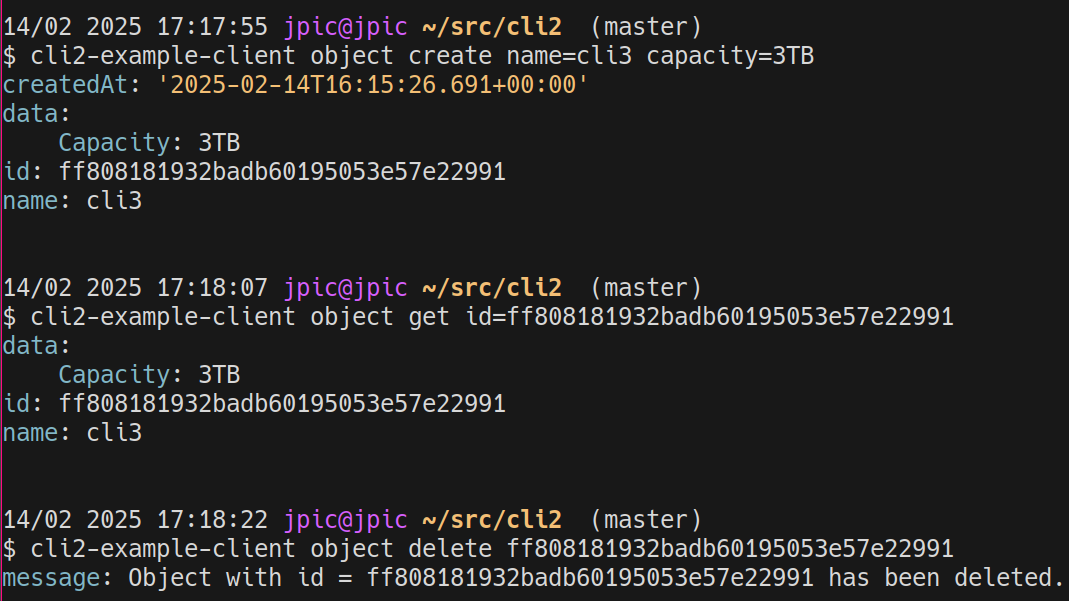 14/02 2025 17:17:55 jpic@jpic ~/src/cli2  (master)
$ cli2-example-client object create name=cli3 capacity=3TB
createdAt: '2025-02-14T16:15:26.691+00:00'
data:
    Capacity: 3TB
id: ff808181932badb60195053e57e22991
name: cli3
14/02 2025 17:18:07 jpic@jpic ~/src/cli2  (master)
$ cli2-example-client object get id=ff808181932badb60195053e57e22991
data:
    Capacity: 3TB
id: ff808181932badb60195053e57e22991
name: cli3
14/02 2025 17:18:22 jpic@jpic ~/src/cli2  (master)
$ cli2-example-client object delete ff808181932badb60195053e57e22991
message: Object with id = ff808181932badb60195053e57e22991 has been deleted.